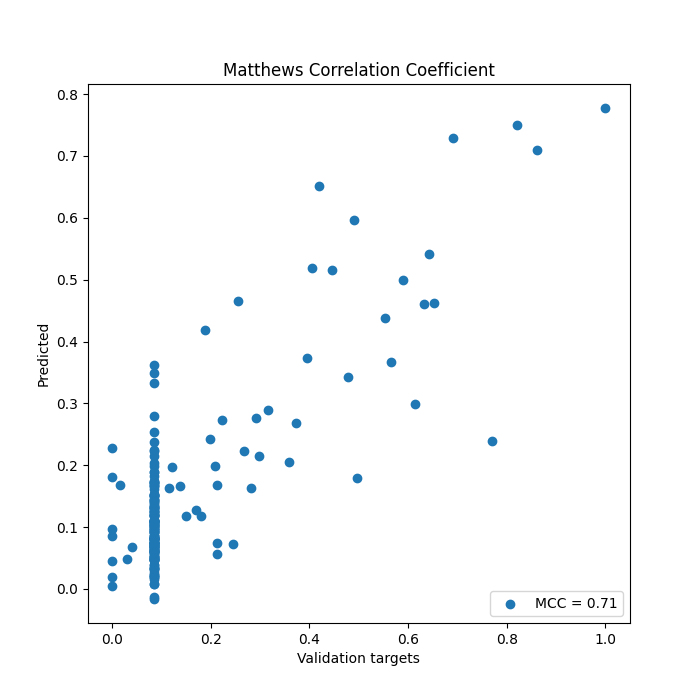 Matthews Correlation Coefficient
0.8
0.7
0.6
0.5
0.4
0.3
0.2
0.1
0.0
Predicted
MCC = 0.71
0.0 0.2 0.4 0.6 0.8 1.0
Validation targets